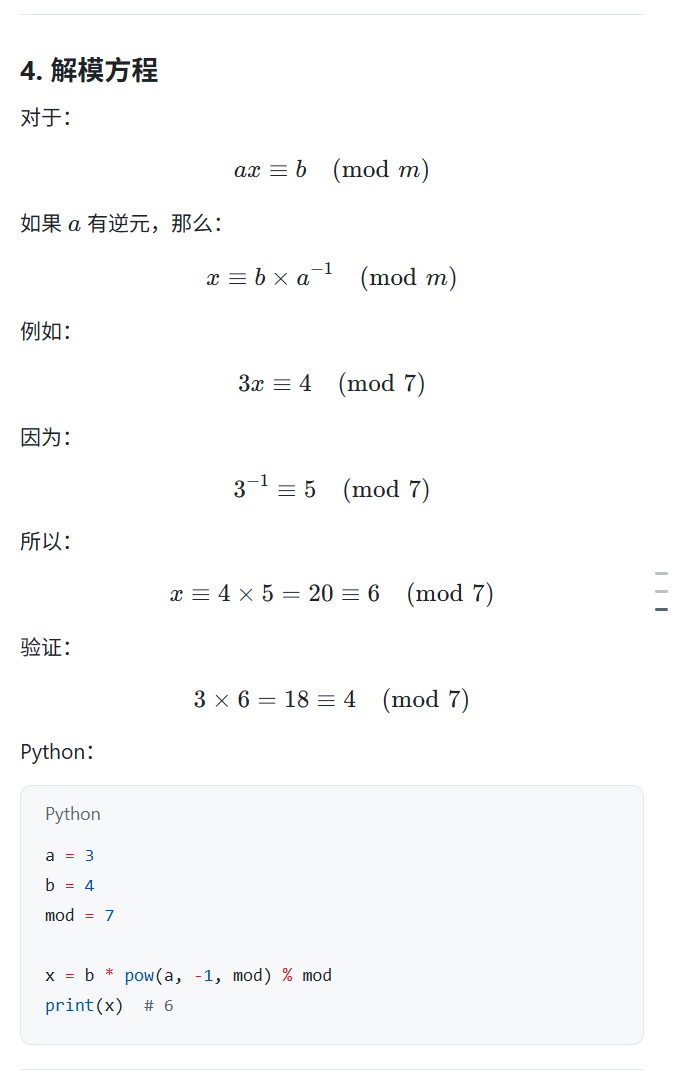 4. 解模方程
对于：
ax ≡ b (mod m)
如果 a 有逆元，那么：
x ≡ b × a⁻¹ (mod m)
例如：
3x ≡ 4 (mod 7)
因为：
3⁻¹ ≡ 5 (mod 7)
所以：
x ≡ 4 × 5 = 20 ≡ 6 (mod 7)
验证：
3 × 6 = 18 ≡ 4 (mod 7)
Python：
Python
a = 3
b = 4
mod = 7
x = b * pow(a, -1, mod) % mod
print(x)  # 6